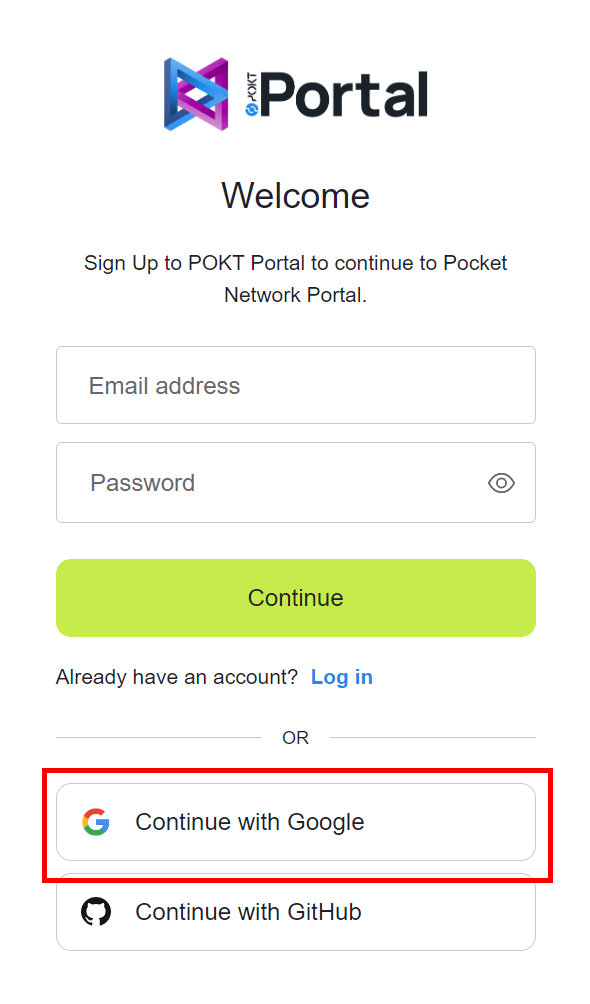 POKT
Portal
Welcome
Sign Up to POKT Portal to continue to Pocket
Network Portal.
Email address
Password
Continue
Already have an account? Log in
OR
Continue with Google
Continue with GitHub